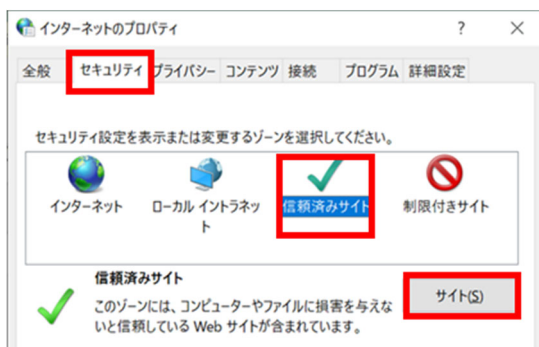 インターネットのプロパティ ? ×
全般 セキュリティ プライバシー コンテンツ 接続 プログラム 詳細設定
セキュリティ設定を表示または変更するゾーンを選択してください。
インターネット ローカル イントラネッ 信頼済みサイト 制限付きサイト
ト
信頼済みサイト
サイト(S)
このゾーンには、コンピューターやファイルに損害を与えな
いと信頼している Web サイトが含まれています。